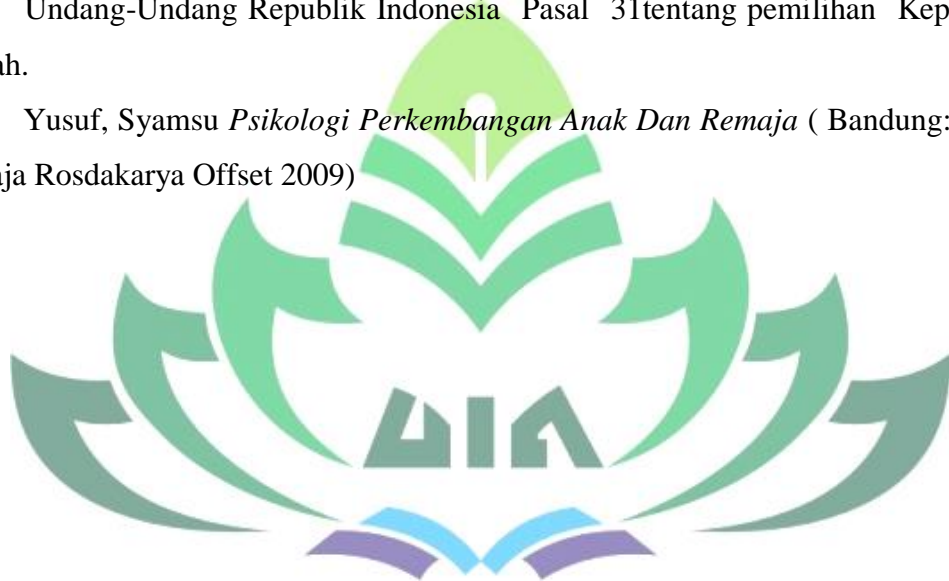 Undang-Undang Republik Indonesia Pasal 31tentang pemilihan Kep
ah.
Yusuf, Syamsu Psikologi Perkembangan Anak Dan Remaja ( Bandung:
aja Rosdakarya Offset 2009)
UIN